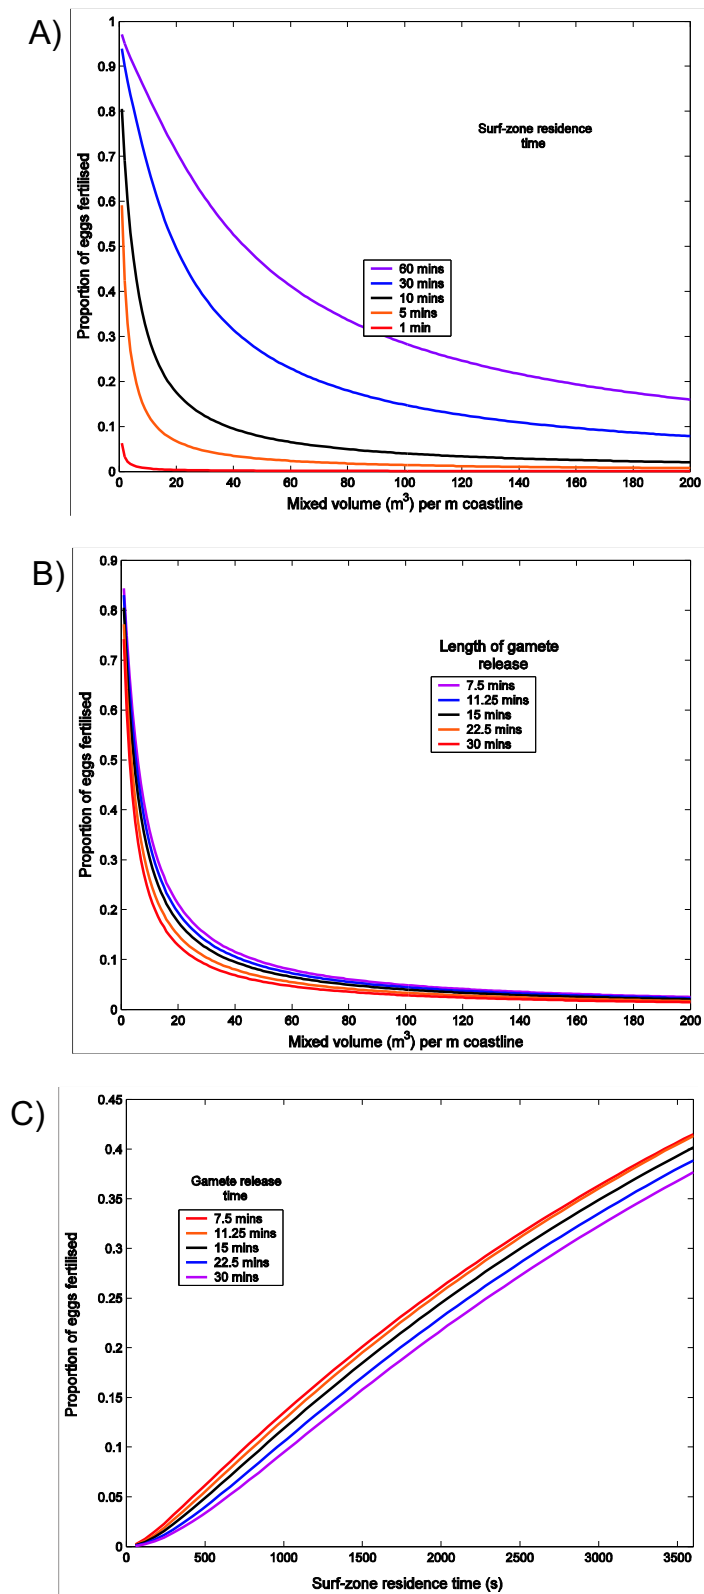 A)
1
0.9
0.8
0.7
0.6
0.5
0.4
0.3
0.2
0.1
0
Proportion of eggs fertilised
Surf-zone residence
time
60 mins
30 mins
10 mins
5 mins
1 min
0 20 40 60 80 100 120 140 160 180 200
Mixed volume (m³) per m coastline
B)
0.9
0.8
0.7
0.6
0.5
0.4
0.3
0.2
0.1
0
Proportion of eggs fertilised
Length of gamete
release
7.5 mins
11.25 mins
15 mins
22.5 mins
30 mins
0 20 40 60 80 100 120 140 160 180 200
Mixed volume (m³) per m coastline
C)
0.45
0.4
0.35
0.3
0.25
0.2
0.15
0.1
0.05
0
Proportion of eggs fertilised
Gamete release
time
7.5 mins
11.25 mins
15 mins
22.5 mins
30 mins
0 500 1000 1500 2000 2500 3000 3500
Surf-zone residence time (s)